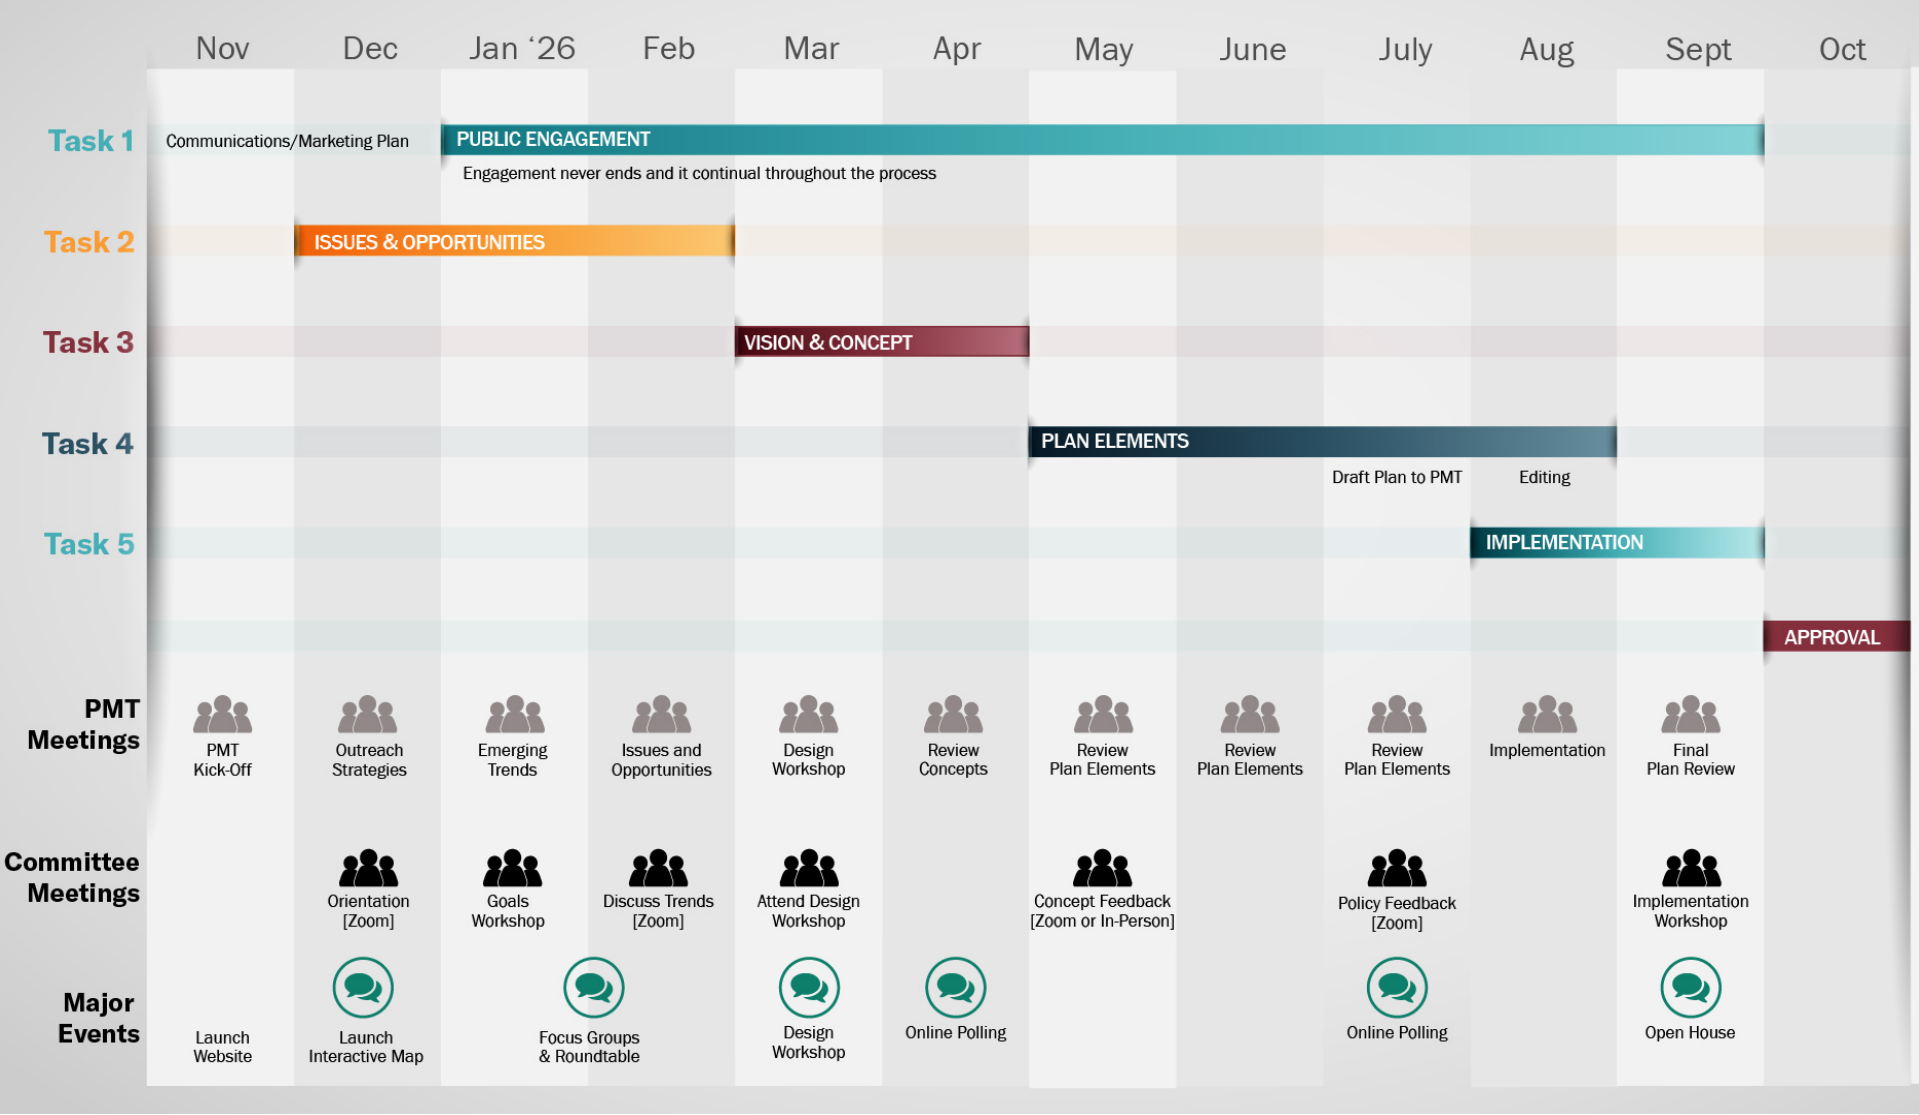 Nov Dec Jan ‘26 Feb Mar Apr May June July Aug Sept Oct
Task 1 Communications/Marketing Plan PUBLIC ENGAGEMENT
Engagement never ends and it continual throughout the process
Task 2 ISSUES & OPPORTUNITIES
Task 3 VISION & CONCEPT
Task 4 PLAN ELEMENTS
Draft Plan to PMT Editing
Task 5 IMPLEMENTATION
APPROVAL
PMT
Meetings
PMT
Kick-Off
Outreach
Strategies
Emerging
Trends
Issues and
Opportunities
Design
Workshop
Review
Concepts
Review
Plan Elements
Review
Plan Elements
Review
Plan Elements
Implementation
Final
Plan Review
Committee
Meetings
Orientation
[Zoom]
Goals
Workshop
Discuss Trends
[Zoom]
Attend Design
Workshop
Concept Feedback
[Zoom or In-Person]
Policy Feedback
[Zoom]
Implementation
Workshop
Major
Events
Launch
Website
Launch
Interactive Map
Focus Groups
& Roundtable
Design
Workshop
Online Polling
Online Polling
Open House